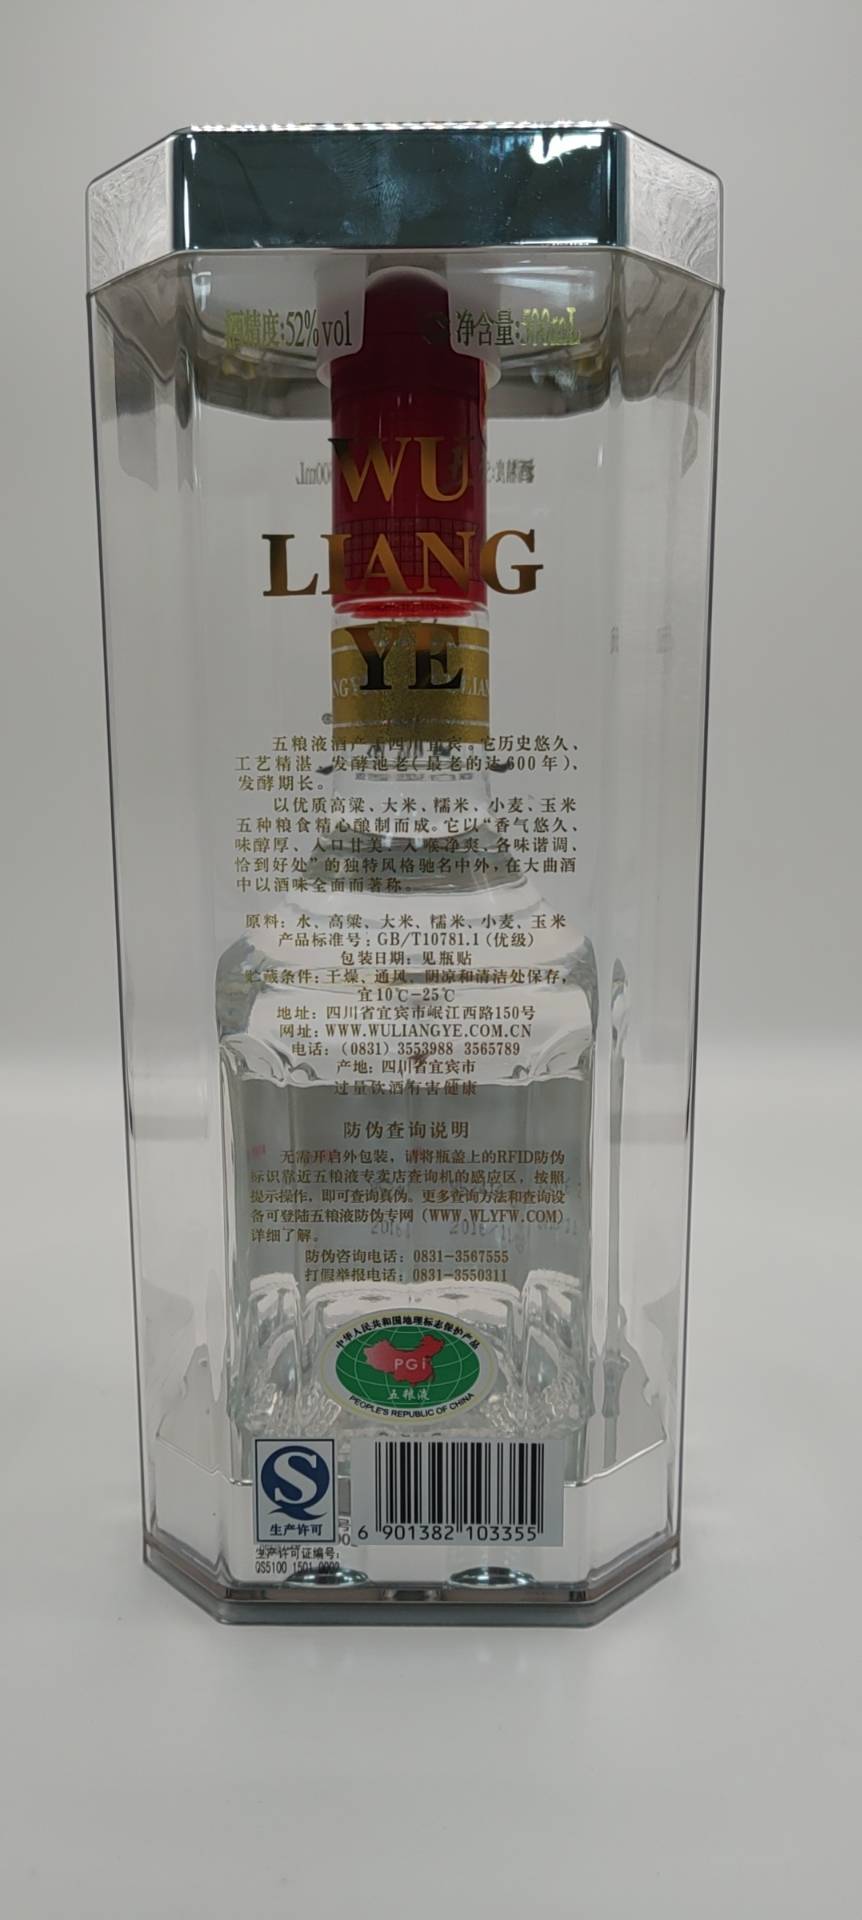 酒精度:52%vol 净含量:500mL
WU
LIANG
YE
五粮液酒产于四川宜宾。它历史悠久、
工艺精湛、发酵池老(最老的达600年)、
发酵期长。
以优质高粱、大米、糯米、小麦、玉米
五种粮食精心酿制而成。它以“香气悠久、
味醇厚、入口甘美、入喉净爽、各味谐调、
恰到好处”的独特风格驰名中外,在大曲酒
中以酒味全面而著称。
原料: 水、高粱、大米、糯米、小麦、玉米
产品标准号: GB/T10781.1(优级)
包装日期: 见瓶贴
贮藏条件: 干燥、通风、阴凉和清洁处保存,
宜10℃-25℃
地址: 四川省宜宾市岷江西路150号
网址: WWW.WULIANGYE.COM.CN
电话: (0831) 3553988 3565789
产地: 四川省宜宾市
过量饮酒有害健康
防伪查询说明
无需开启外包装, 请将瓶盖上的RFID防伪
标识靠近五粮液专卖店查询机的感应区, 按照
提示操作, 即可查询真伪。更多查询方法和查询设
备可登陆五粮液防伪专网 (WWW.WLYFW.COM)
详细了解。
防伪咨询电话: 0831-3567555
打假举报电话: 0831-3550311
中华人民共和国地理标志保护产品
PGI
五粮液
PEOPLE'S REPUBLIC OF CHINA
生产许可
6 901382 103355
生产许可证编号:
QS5100 1501